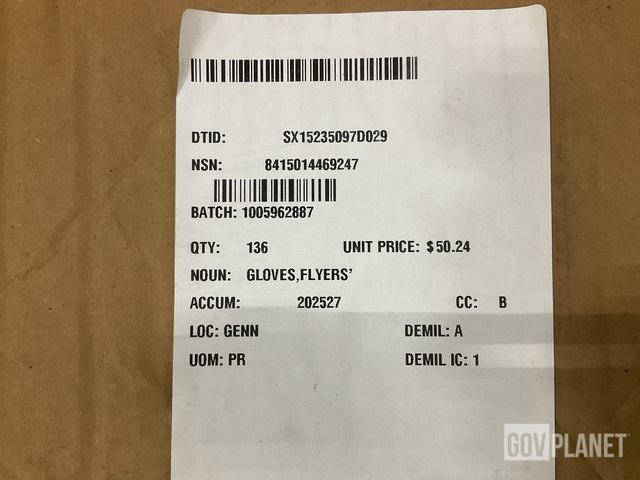 DTID: SX15235097D029
NSN: 8415014469247
BATCH: 1005962887
QTY: 136 UNIT PRICE: $50.24
NOUN: GLOVES,FLYERS'
ACCUM: 202527 CC: B
LOC: GENN DEMIL: A
UOM: PR DEMIL IC: 1
GOVPLANET